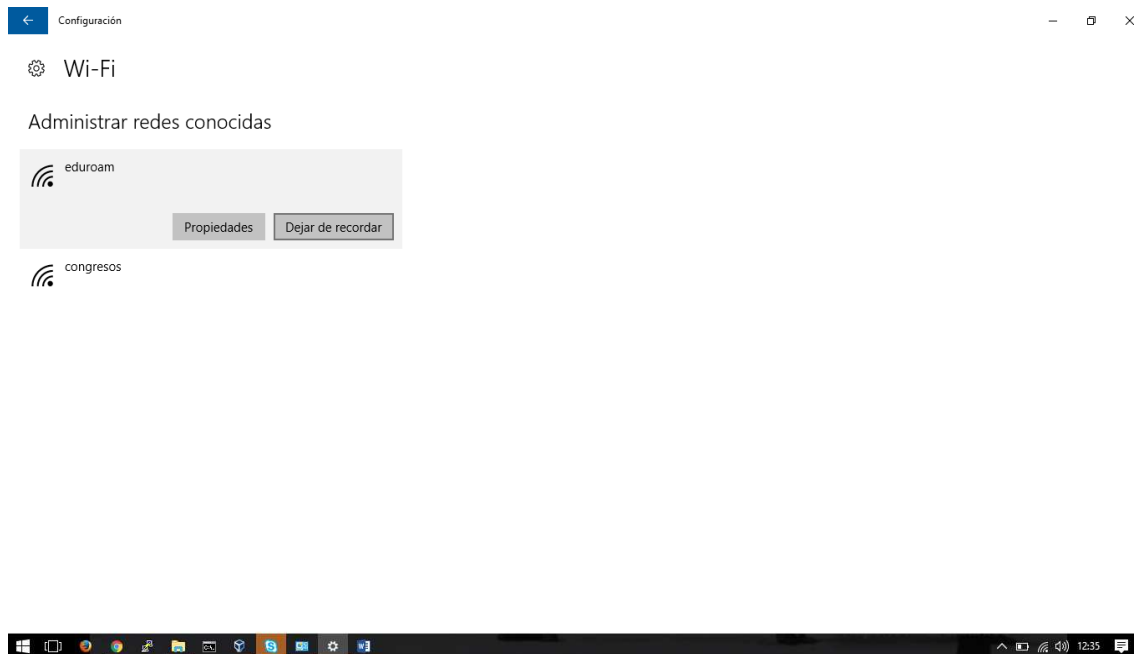 Configuración
Wi-Fi
Administrar redes conocidas
eduroam
Propiedades Dejar de recordar
congresos
12:35